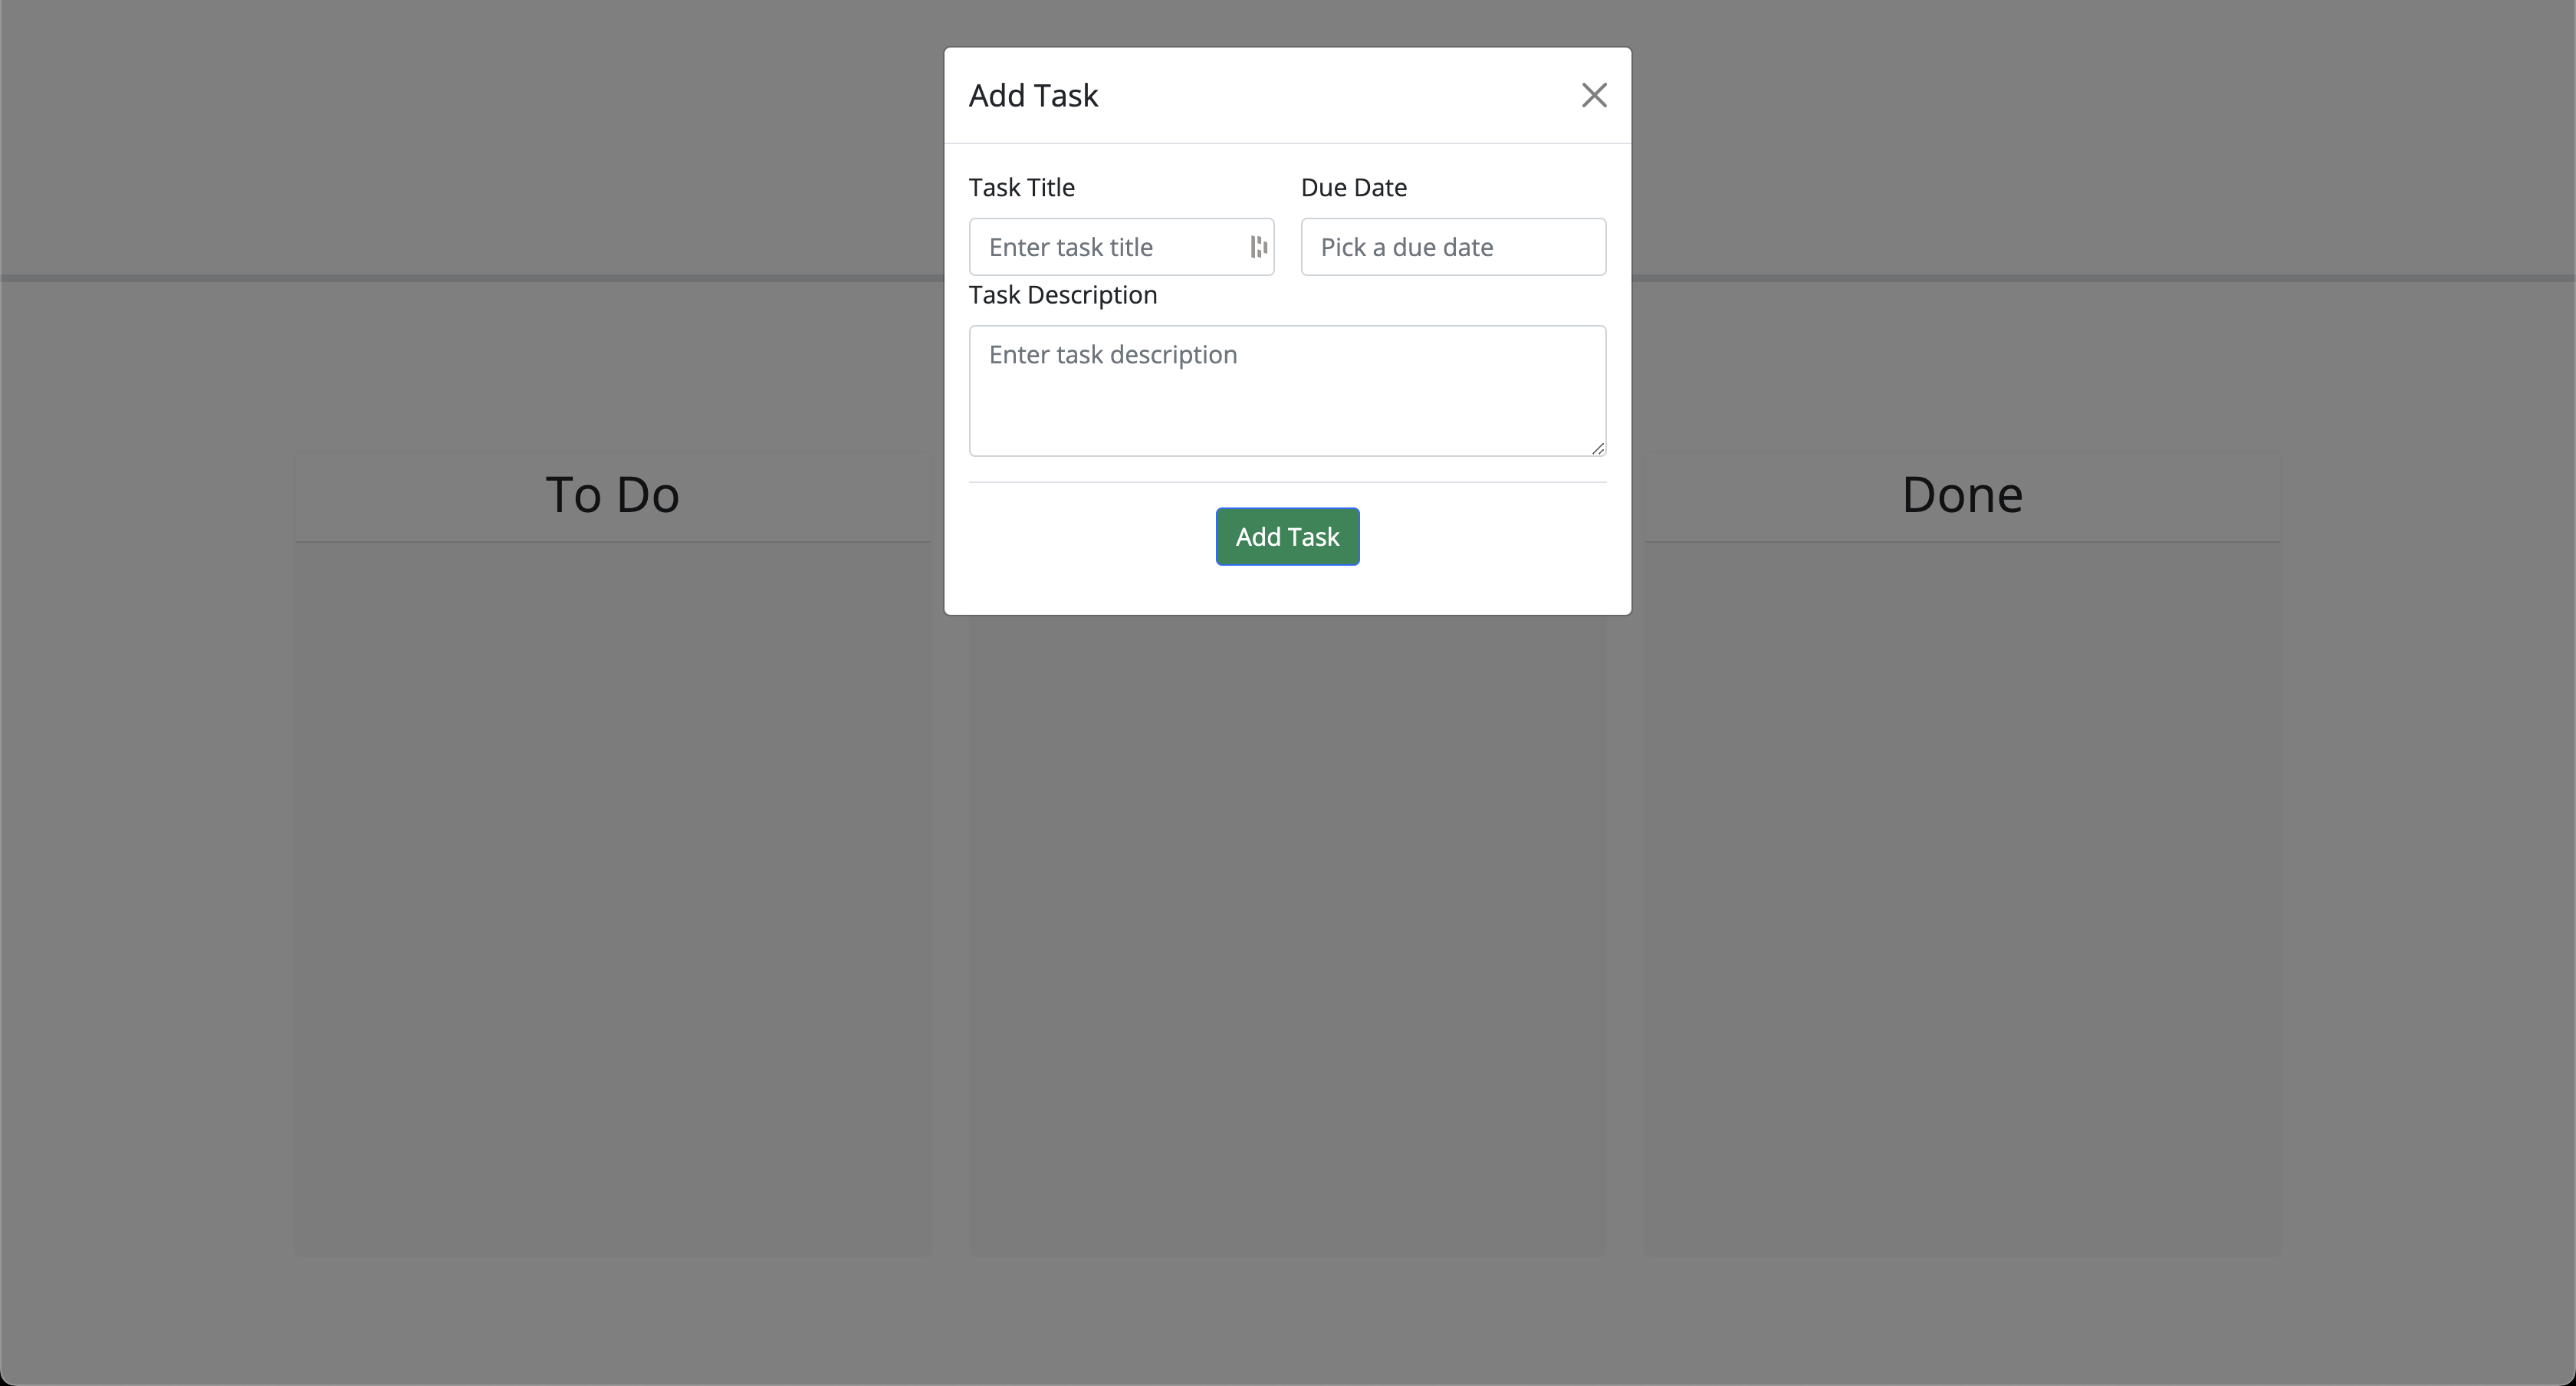 Add Task
Task Title
Due Date
Enter task title
Pick a due date
Task Description
Enter task description
Add Task
To Do
Done